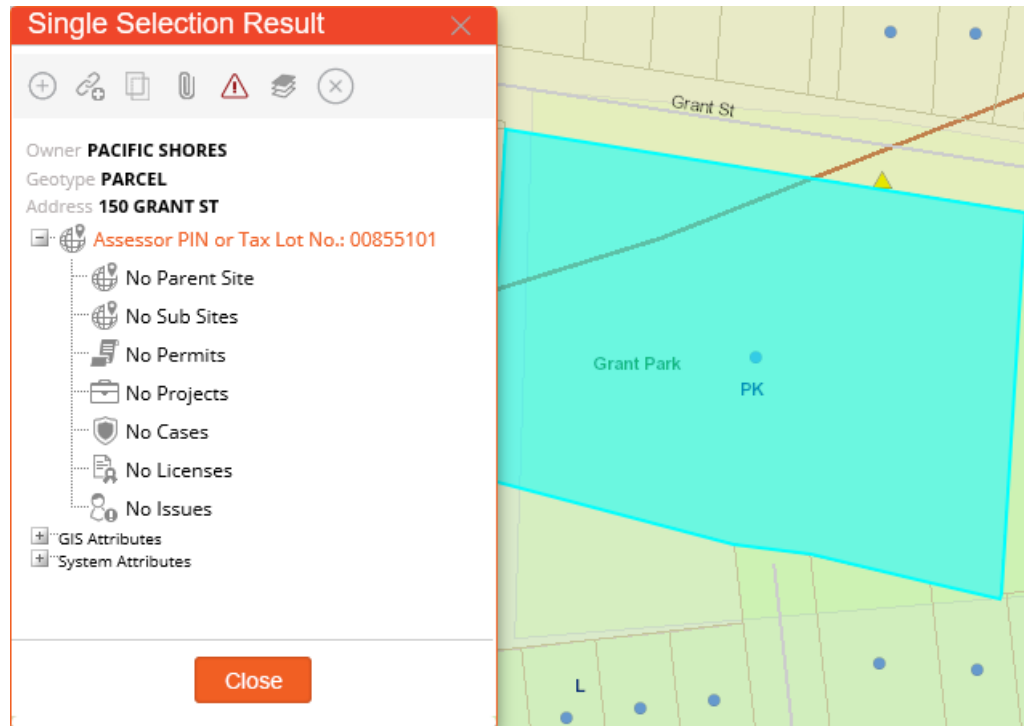 Single Selection Result
Owner PACIFIC SHORES
Geotype PARCEL
Address 150 GRANT ST
Assessor PIN or Tax Lot No.: 00855101
No Parent Site
No Sub Sites
No Permits
No Projects
No Cases
No Licenses
No Issues
GIS Attributes
System Attributes
Close
Grant St
Grant Park
PK
L